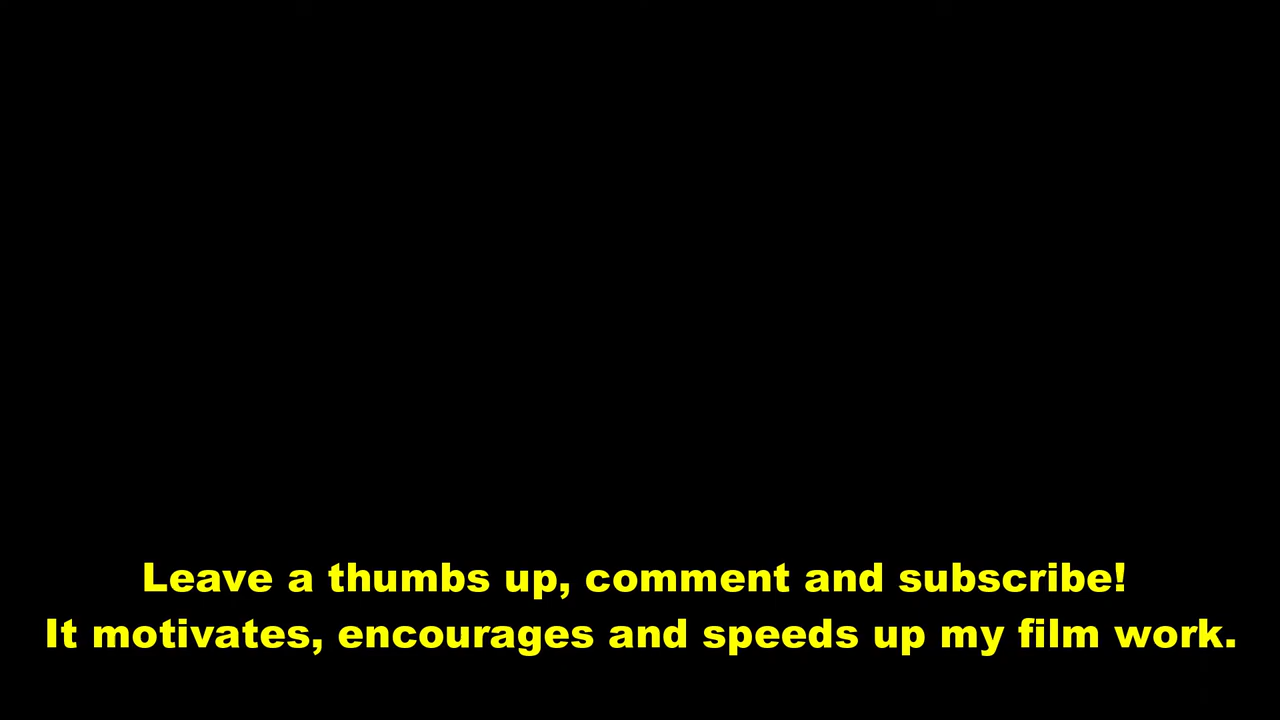 Leave a thumbs up, comment and subscribe!
It motivates, encourages and speeds up my film work.